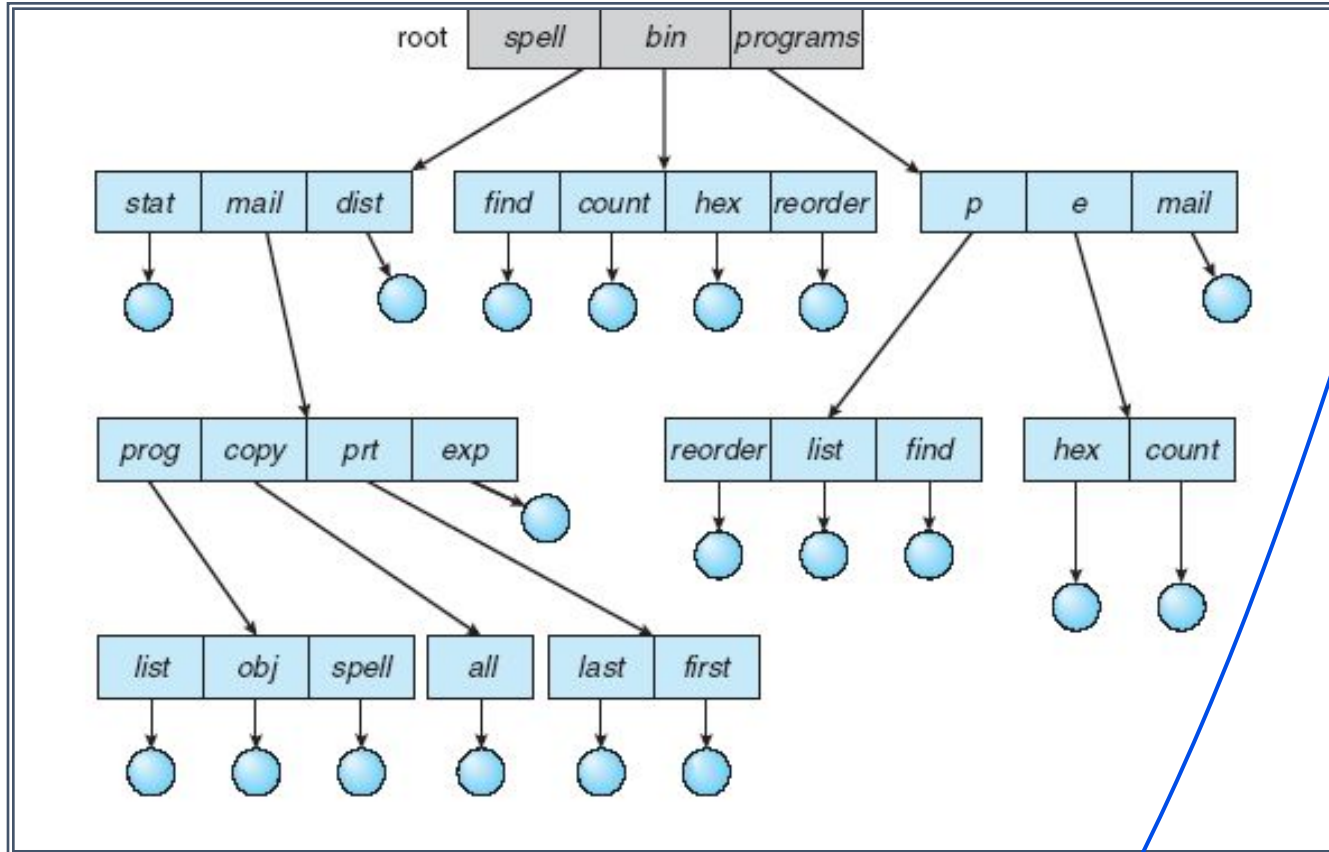 root spell bin programs
stat mail dist find count hex reorder p e mail
prog copy prt exp reorder list find hex count
list obj spell all last first